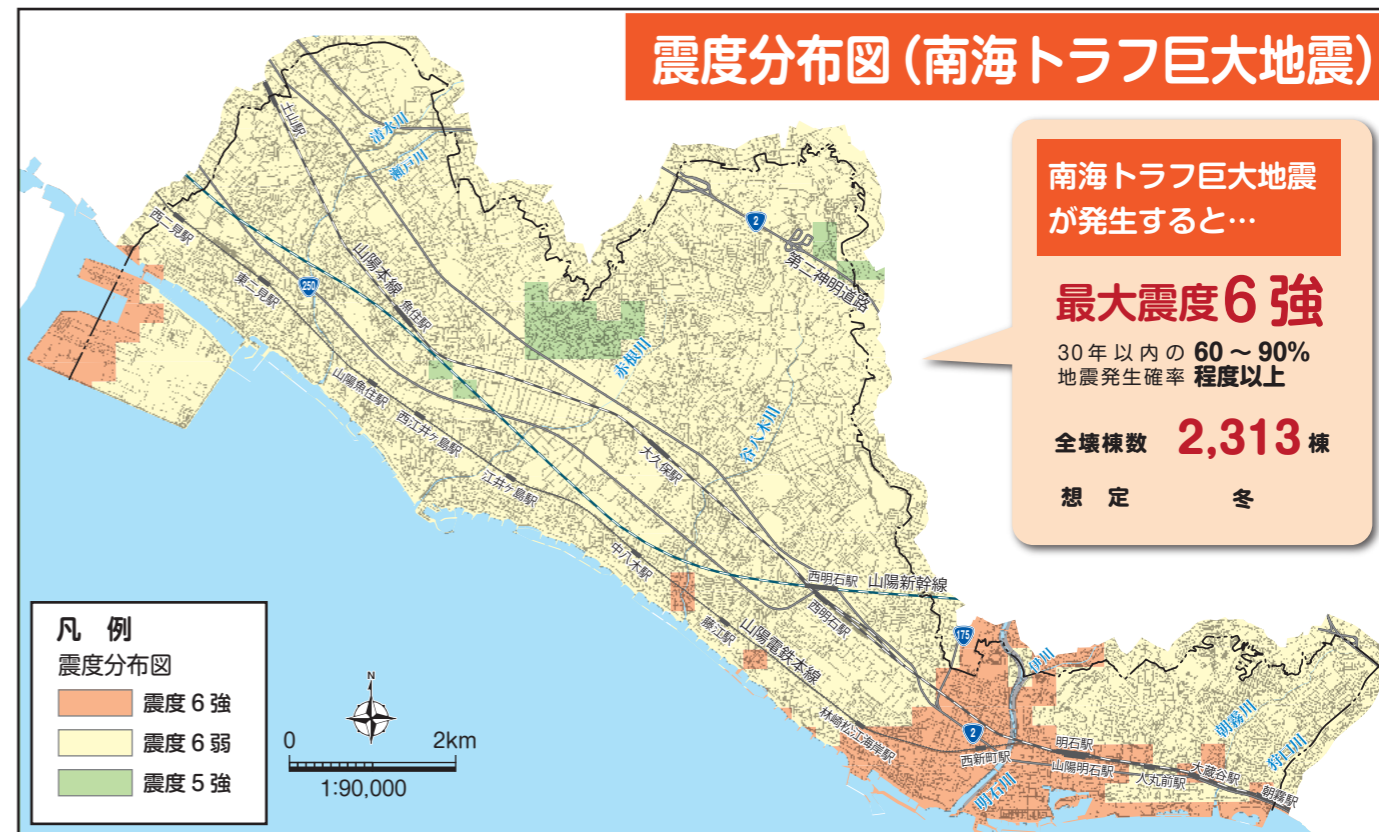 震度分布図（南海トラフ巨大地震）
南海トラフ巨大地震
が発生すると…
最大震度6強
30年以内の 60～90%
地震発生確率 程度以上
全壊棟数 2,313棟
想定 冬
土山駅
清水川
瀬戸川
西二見駅
東二見駅
250
山陽本線
魚住駅
2
第二神明道路
赤根川
山陽魚住駅
西江井ヶ島駅
江井ヶ島駅
大久保駅
谷八木川
中八木駅
西明石駅
山陽新幹線
西明石駅
藤江駅
山陽電鉄本線
175
伊川
林崎松江海岸駅
2
西新町駅
明石駅
山陽明石駅
人丸前駅
大蔵谷駅
朝霧駅
朝霧川
狩口川
明石川
凡例
震度分布図
震度6強
震度6弱
震度5強
N
0 2km
1:90,000